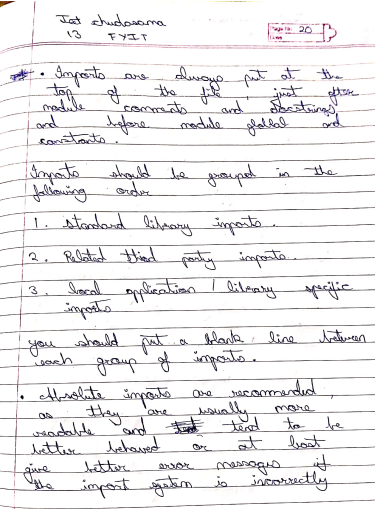 Jat chudasama
13 FYIT
Page No. 20
• Imports are always put at the
top of the file, just after
module comments and docstrings
and before module global and
constants.
Imports should be grouped in the
following order
1. Standard library imports.
2. Related third party imports.
3. local application / library specific
imports
you should put a blank line between
each group of imports.
• Absolute imports are recommended,
as they are usually more
readable and tend to be
better behaved or at least
give better error messages if
the import system is incorrectly